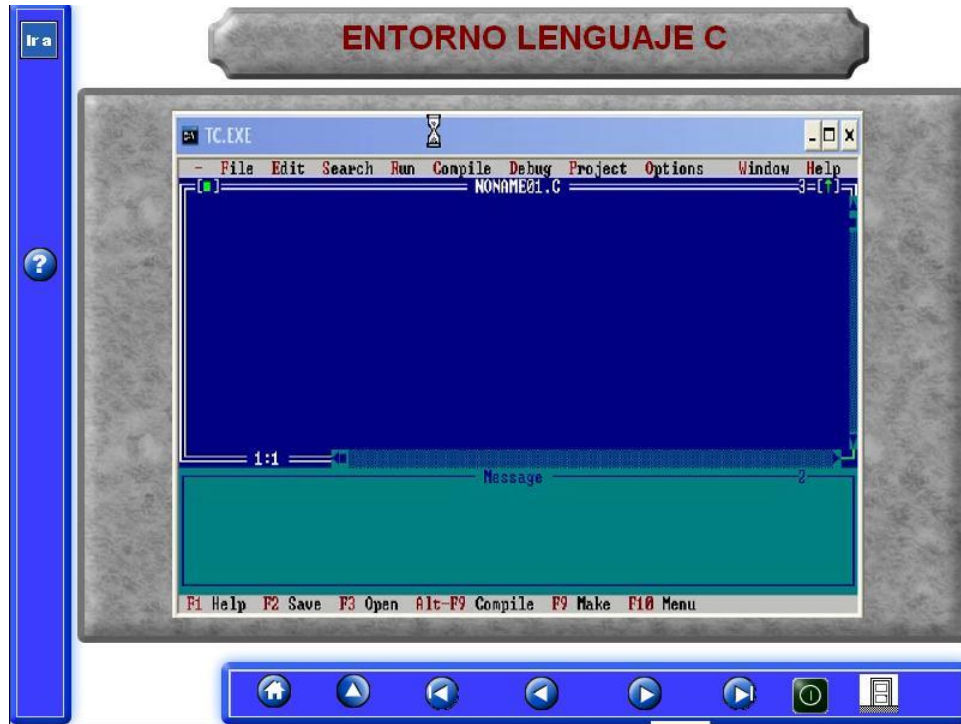 Ir a
ENTORNO LENGUAJE C
TC.EXE
- File Edit Search Run Compile Debug Project Options Window Help
[■] NONAME01.C 3=[↑]
1:1
Message 2
F1 Help F2 Save F3 Open Alt-F9 Compile F9 Make F10 Menu
?